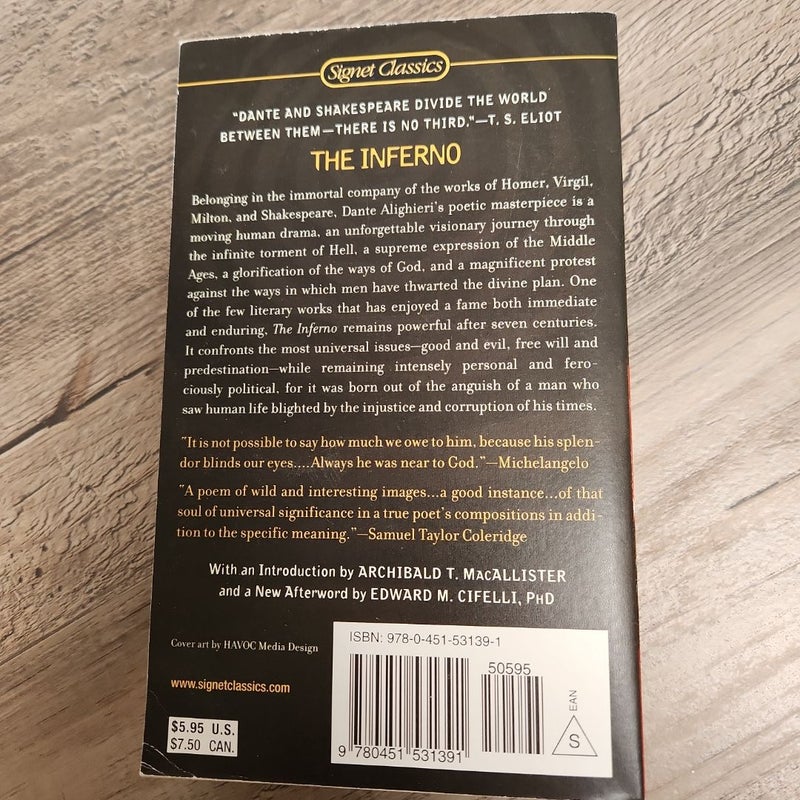 Signet Classics
"DANTE AND SHAKESPEARE DIVIDE THE WORLD
BETWEEN THEM—THERE IS NO THIRD."—T. S. ELIOT
THE INFERNO
Belonging in the immortal company of the works of Homer, Virgil,
Milton, and Shakespeare, Dante Alighieri's poetic masterpiece is a
moving human drama, an unforgettable visionary journey through
the infinite torment of Hell, a supreme expression of the Middle
Ages, a glorification of the ways of God, and a magnificent protest
against the ways in which men have thwarted the divine plan. One
of the few literary works that has enjoyed a fame both immediate
and enduring, The Inferno remains powerful after seven centuries.
It confronts the most universal issues—good and evil, free will and
predestination—while remaining intensely personal and fero-
ciously political, for it was born out of the anguish of a man who
saw human life blighted by the injustice and corruption of his times.
"It is not possible to say how much we owe to him, because his splen-
dor blinds our eyes....Always he was near to God."—Michelangelo
"A poem of wild and interesting images...a good instance...of that
soul of universal significance in a true poet's compositions in addi-
tion to the specific meaning."—Samuel Taylor Coleridge
With an Introduction by ARCHIBALD T. MACALLISTER
and a New Afterword by EDWARD M. CIFELLI, PHD
Cover art by HAVOC Media Design
www.signetclassics.com
$5.95 U.S.
$7.50 CAN.
ISBN: 978-0-451-53139-1
50595
9 780451 531391
EAN
S